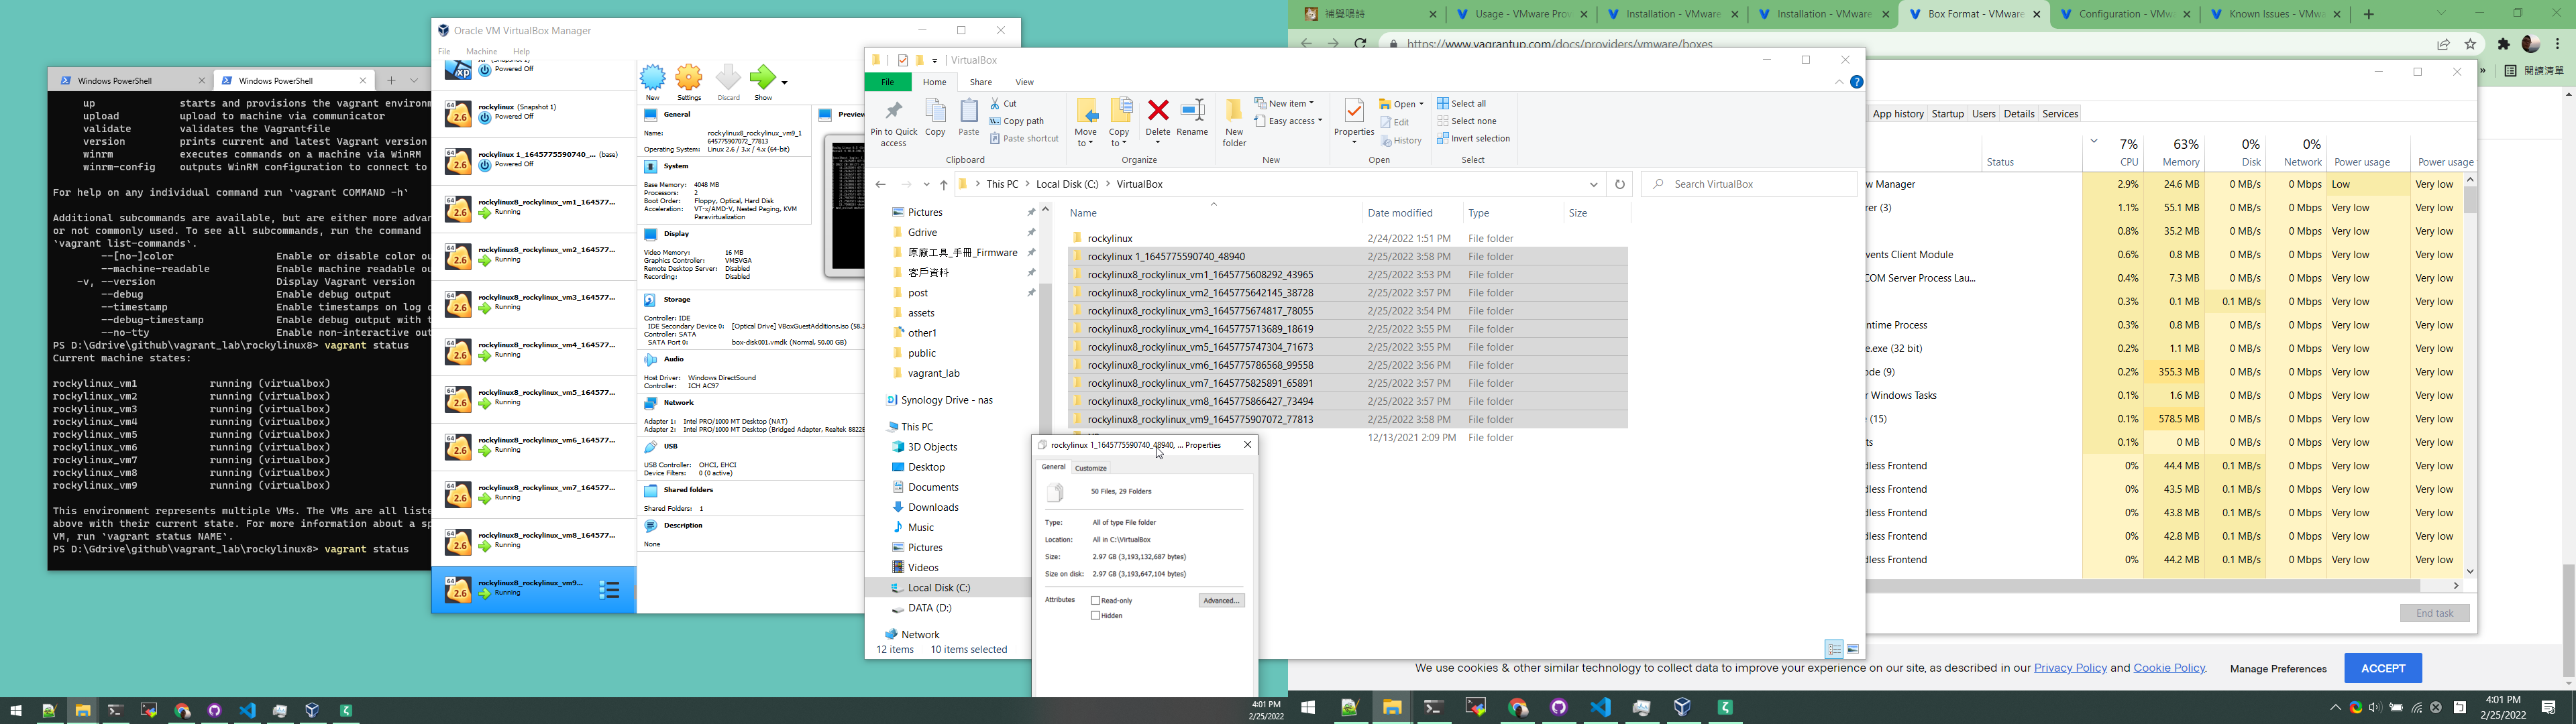 Windows PowerShell
Windows PowerShell
up starts and provisions the vagrant environm
upload upload to machine via communicator
validate validates the Vagrantfile
version prints current and latest Vagrant version
winrm executes commands on a machine via WinRM
winrm-config outputs WinRM configuration to connect to
For help on any individual command run `vagrant COMMAND -h`
Additional subcommands are available, but are either more advan
or not commonly used. To see all subcommands, run the command
`vagrant list-commands`.
--[no-]color Enable or disable color ou
--machine-readable Enable machine readable ou
-v, --version Display Vagrant version
--debug Enable debug output
--timestamp Enable timestamps on log o
--debug-timestamp Enable debug output with t
--no-tty Enable non-interactive out
PS D:\Gdrive\github\vagrant_lab\rockylinux8> vagrant status
Current machine states:
rockylinux_vm1 running (virtualbox)
rockylinux_vm2 running (virtualbox)
rockylinux_vm3 running (virtualbox)
rockylinux_vm4 running (virtualbox)
rockylinux_vm5 running (virtualbox)
rockylinux_vm6 running (virtualbox)
rockylinux_vm7 running (virtualbox)
rockylinux_vm8 running (virtualbox)
rockylinux_vm9 running (virtualbox)
This environment represents multiple VMs. The VMs are all liste
above with their current state. For more information about a sp
VM, run `vagrant status NAME`.
PS D:\Gdrive\github\vagrant_lab\rockylinux8> vagrant status
Oracle VM VirtualBox Manager
File Machine Help
Powered Off
rockylinux (Snapshot 1)
Powered Off
rockylinux 1_1645775590740_... (base)
Powered Off
rockylinux8_rockylinux_vm1_164577...
Running
rockylinux8_rockylinux_vm2_164577...
Running
rockylinux8_rockylinux_vm3_164577...
Running
rockylinux8_rockylinux_vm4_164577...
Running
rockylinux8_rockylinux_vm5_164577...
Running
rockylinux8_rockylinux_vm6_164577...
Running
rockylinux8_rockylinux_vm7_164577...
Running
rockylinux8_rockylinux_vm8_164577...
Running
rockylinux8_rockylinux_vm9...
Running
New Settings Discard Show
General
Name: rockylinux8_rockylinux_vm9_1
645775907072_77813
Operating System: Linux 2.6 / 3.x / 4.x (64-bit)
Preview
System
Base Memory: 4048 MB
Processors: 2
Boot Order: Floppy, Optical, Hard Disk
Acceleration: VT-x/AMD-V, Nested Paging, KVM
Paravirtualization
Display
Video Memory: 16 MB
Graphics Controller: VMSVGA
Remote Desktop Server: Disabled
Recording: Disabled
Storage
Controller: IDE
IDE Secondary Device 0: [Optical Drive] VBoxGuestAdditions.iso (58.3
Controller: SATA
SATA Port 0: box-disk001.vmdk (Normal, 50.00 GB)
Audio
Host Driver: Windows DirectSound
Controller: ICH AC97
Network
Adapter 1: Intel PRO/1000 MT Desktop (NAT)
Adapter 2: Intel PRO/1000 MT Desktop (Bridged Adapter, Realtek 8822B
USB
USB Controller: OHCI, EHCI
Device Filters: 0 (0 active)
Shared folders
Shared Folders: 1
Description
None
VirtualBox
File Home Share View
Pin to Quick
access
Copy
Paste
Cut
Copy path
Paste shortcut
Clipboard
Move
to
Copy
to
Delete
Rename
Organize
New
folder
New item
Easy access
New
Properties
Open
Edit
History
Open
Select all
Select none
Invert selection
Select
This PC > Local Disk (C:) > VirtualBox
Search VirtualBox
Pictures
Gdrive
原廠工具_手冊_Firmware
客戶資料
post
assets
other1
public
vagrant_lab
Synology Drive - nas
This PC
3D Objects
Desktop
Documents
Downloads
Music
Pictures
Videos
Local Disk (C:)
DATA (D:)
Network
12 items 10 items selected
Name Date modified Type Size
rockylinux 2/24/2022 1:51 PM File folder
rockylinux 1_1645775590740_48940 2/25/2022 3:58 PM File folder
rockylinux8_rockylinux_vm1_1645775608292_43965 2/25/2022 3:53 PM File folder
rockylinux8_rockylinux_vm2_1645775642145_38728 2/25/2022 3:57 PM File folder
rockylinux8_rockylinux_vm3_1645775674817_78055 2/25/2022 3:54 PM File folder
rockylinux8_rockylinux_vm4_1645775713689_18619 2/25/2022 3:55 PM File folder
rockylinux8_rockylinux_vm5_1645775747304_71673 2/25/2022 3:55 PM File folder
rockylinux8_rockylinux_vm6_1645775786568_99558 2/25/2022 3:56 PM File folder
rockylinux8_rockylinux_vm7_1645775825891_65891 2/25/2022 3:57 PM File folder
rockylinux8_rockylinux_vm8_1645775866427_73494 2/25/2022 3:57 PM File folder
rockylinux8_rockylinux_vm9_1645775907072_77813 2/25/2022 3:58 PM File folder
12/13/2021 2:09 PM File folder
rockylinux 1_1645775590740_48940, ... Properties
General Customize
50 Files, 29 Folders
Type: All of type File folder
Location: All in C:\VirtualBox
Size: 2.97 GB (3,193,132,687 bytes)
Size on disk: 2.97 GB (3,193,647,104 bytes)
Attributes Read-only Advanced...
Hidden
Usage - VMware Prov
Installation - VMware
Installation - VMware
Box Format - VMware
Configuration - VMw
Known Issues - VMwa
https://www.vagrantup.com/docs/providers/vmware/boxes
閱讀清單
App history Startup Users Details Services
7% 63% 0% 0%
Status CPU Memory Disk Network Power usage Power usage
w Manager 2.9% 24.6 MB 0 MB/s 0 Mbps Low Very low
rer (3) 1.1% 55.1 MB 0 MB/s 0 Mbps Very low Very low
0.8% 35.2 MB 0 MB/s 0 Mbps Very low Very low
vents Client Module 0.6% 0.8 MB 0 MB/s 0 Mbps Very low Very low
COM Server Process Lau... 0.4% 7.3 MB 0 MB/s 0 Mbps Very low Very low
0.3% 0.1 MB 0.1 MB/s 0 Mbps Very low Very low
ntime Process 0.3% 0.8 MB 0 MB/s 0 Mbps Very low Very low
e.exe (32 bit) 0.2% 1.1 MB 0 MB/s 0 Mbps Very low Very low
ode (9) 0.2% 355.3 MB 0 MB/s 0 Mbps Very low Very low
r Windows Tasks 0.1% 1.6 MB 0 MB/s 0 Mbps Very low Very low
e (15) 0.1% 578.5 MB 0 MB/s 0 Mbps Very low Very low
ts 0.1% 0 MB 0 MB/s 0 Mbps Very low Very low
dless Frontend 0% 44.4 MB 0.1 MB/s 0 Mbps Very low Very low
dless Frontend 0% 43.5 MB 0.1 MB/s 0 Mbps Very low Very low
dless Frontend 0% 43.8 MB 0.1 MB/s 0 Mbps Very low Very low
dless Frontend 0% 42.8 MB 0.1 MB/s 0 Mbps Very low Very low
dless Frontend 0% 44.2 MB 0.1 MB/s 0 Mbps Very low Very low
End task
We use cookies & other similar technology to collect data to improve your experience on our site, as described in our Privacy Policy and Cookie Policy.
Manage Preferences
ACCEPT
4:01 PM
2/25/2022
4:01 PM
2/25/2022